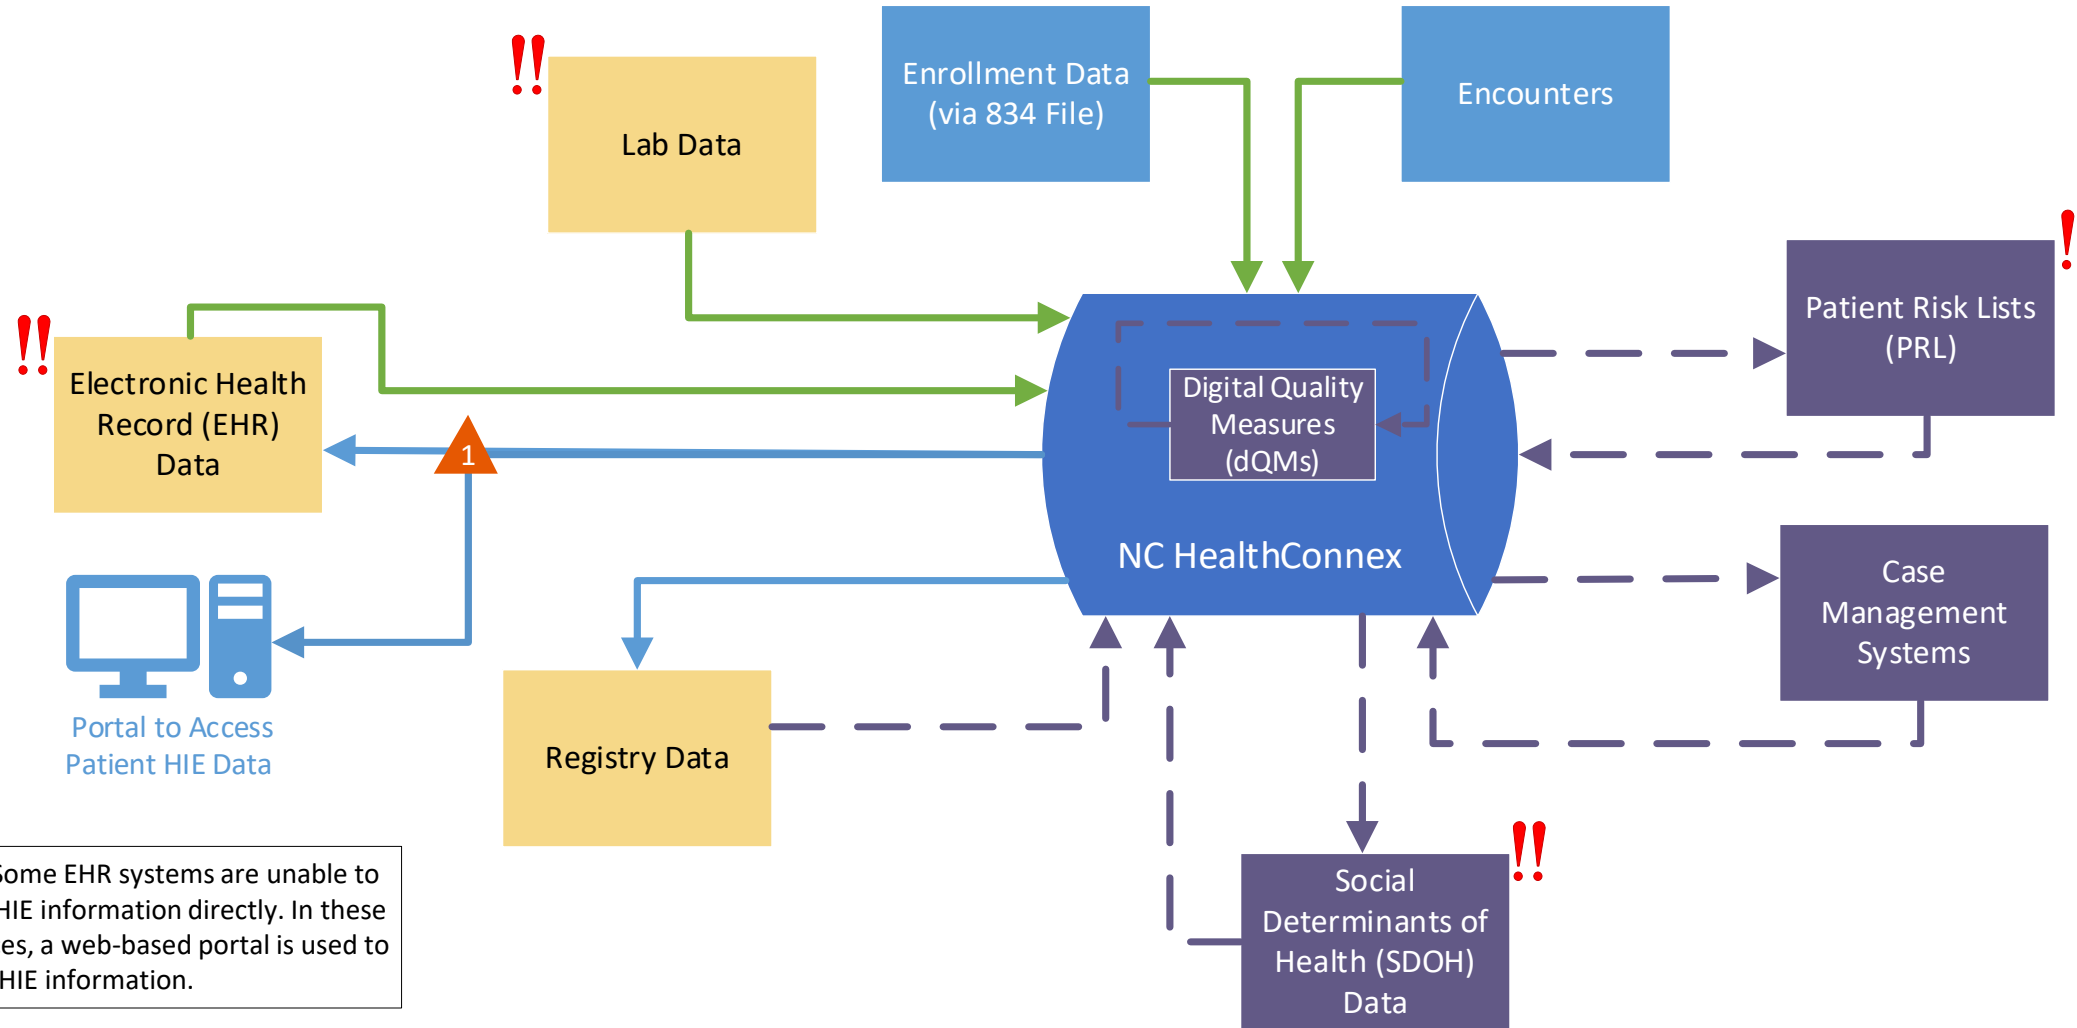 Enrollment Data
(via 834 File)
Encounters
Lab Data
Patient Risk Lists
(PRL)
Electronic Health
Record (EHR)
Data
1
Digital Quality
Measures
(dQMs)
NC HealthConnex
Case
Management
Systems
Portal to Access
Patient HIE Data
Registry Data
Some EHR systems are unable to
HIE information directly. In these
a web-based portal is used to
HIE information.
Social
Determinants of
Health (SDOH)
Data